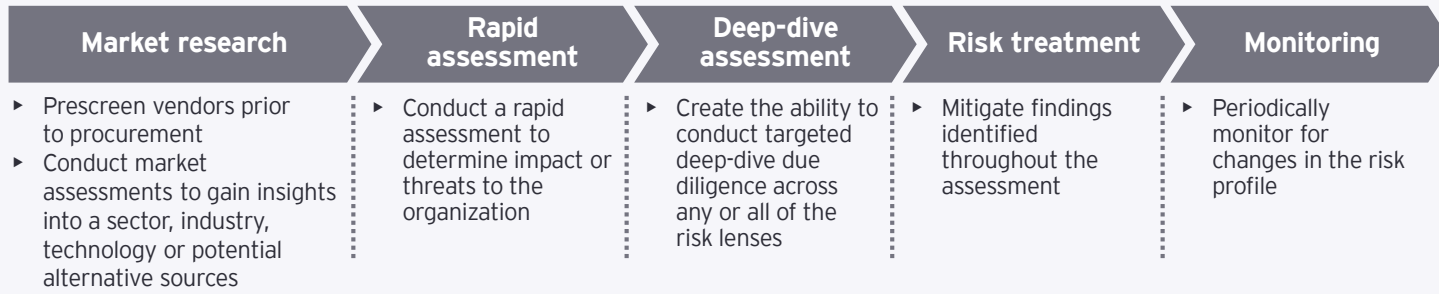 Market research
Rapid
assessment
Deep-dive
assessment
Risk treatment
Monitoring
▸ Prescreen vendors prior
to procurement
▸ Conduct market
assessments to gain insights
into a sector, industry,
technology or potential
alternative sources
▸ Conduct a rapid
assessment to
determine impact or
threats to the
organization
▸ Create the ability to
conduct targeted
deep-dive due
diligence across
any or all of the
risk lenses
▸ Mitigate findings
identified
throughout the
assessment
▸ Periodically
monitor for
changes in the risk
profile